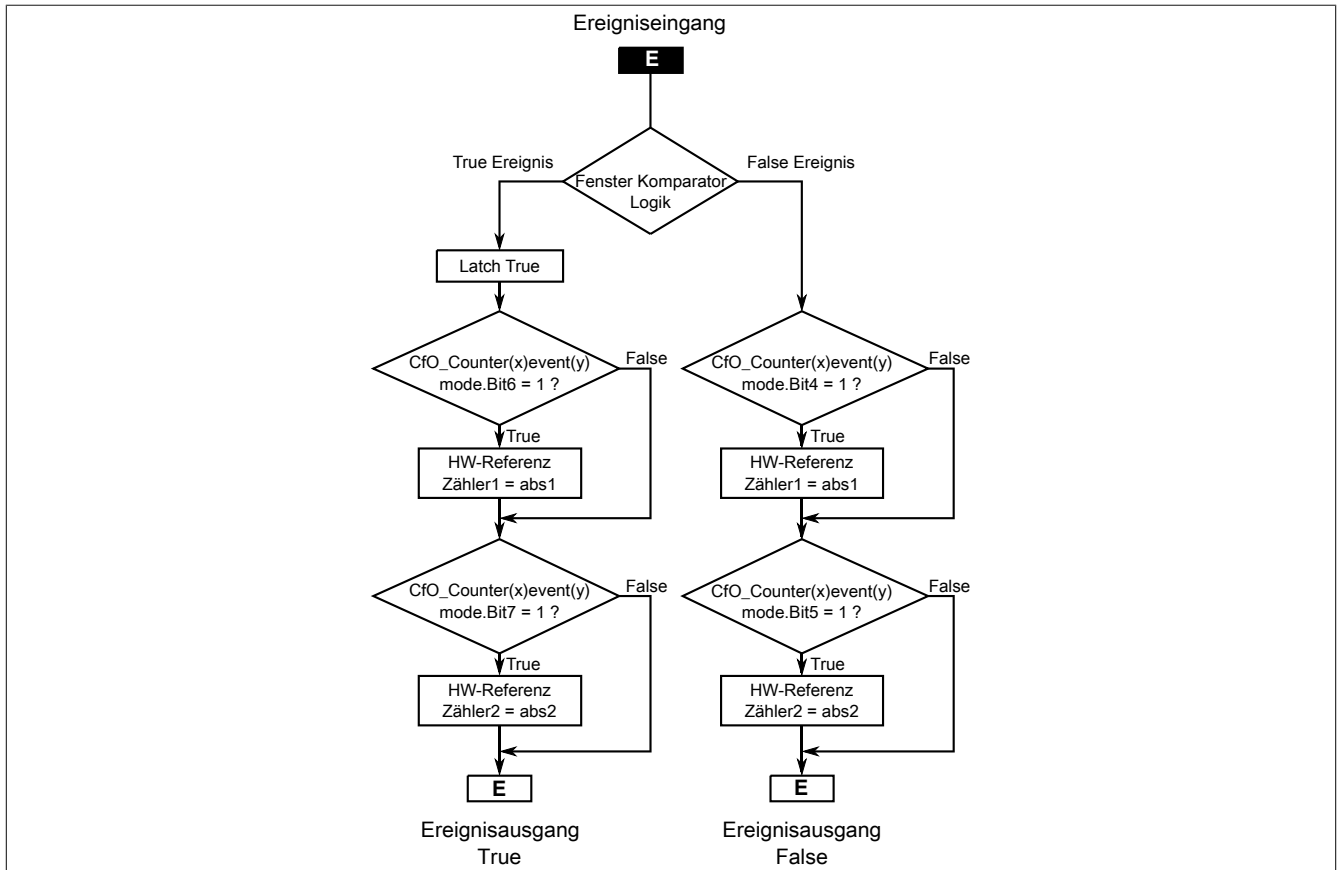 Ereigniseingang
E
True Ereignis
False Ereignis
Fenster Komparator
Logik
Latch True
CfO_Counter(x)event(y)
mode.Bit6 = 1 ?
False
True
HW-Referenz
Zähler1 = abs1
CfO_Counter(x)event(y)
mode.Bit7 = 1 ?
False
True
HW-Referenz
Zähler2 = abs2
E
Ereignisausgang
True
CfO_Counter(x)event(y)
mode.Bit4 = 1 ?
False
True
HW-Referenz
Zähler1 = abs1
CfO_Counter(x)event(y)
mode.Bit5 = 1 ?
False
True
HW-Referenz
Zähler2 = abs2
E
Ereignisausgang
False